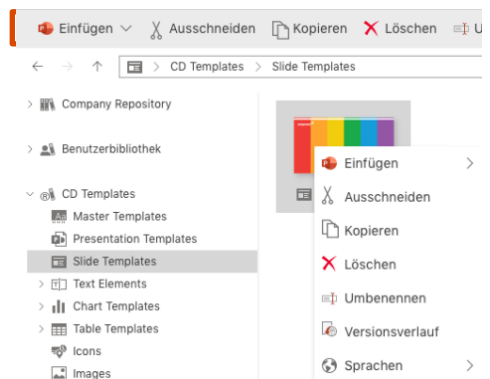 Einfügen Ausschneiden Kopieren Löschen
CD Templates > Slide Templates
Company Repository
Benutzerbibliothek
CD Templates
Master Templates
Presentation Templates
Slide Templates
Text Elements
Chart Templates
Table Templates
Icons
Images
Einfügen
Ausschneiden
Kopieren
Löschen
Umbenennen
Versionsverlauf
Sprachen